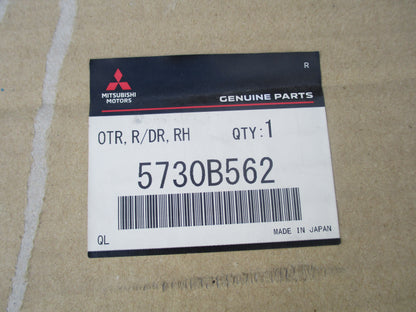 R
MITSUBISHI
MOTORS
GENUINE PARTS
OTR, R/DR, RH QTY:1
5730B562
QL
MADE IN JAPAN